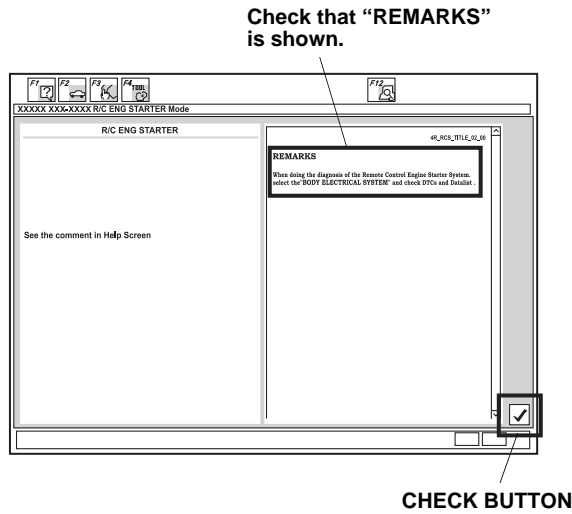 Check that “REMARKS”
is shown.
F1 F2 F3 F4 TOOL F12
XXXXX XXX-XXXX R/C ENG STARTER Mode
R/C ENG STARTER
See the comment in Help Screen
4R_RCS_TITLE_02_00
REMARKS
When doing the diagnosis of the Remote Control Engine Starter System.
select the"BODY ELECTRICAL SYSTEM" and check DTCs and Datalist .
CHECK BUTTON